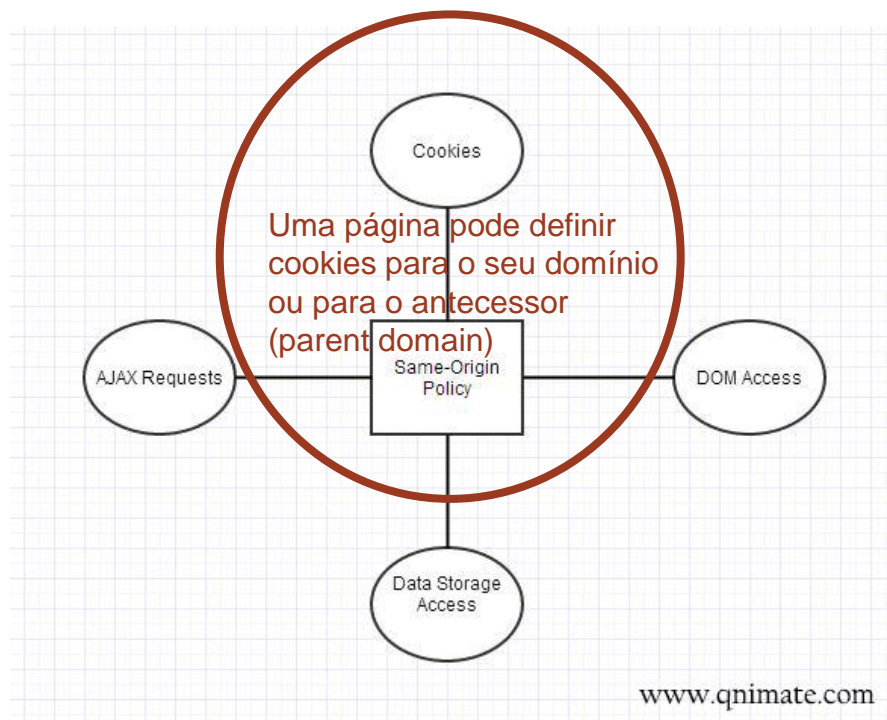 Cookies
Uma página pode definir
cookies para o seu domínio
ou para o antecessor
(parent domain)
AJAX Requests
Same-Origin
Policy
DOM Access
Data Storage
Access
www.qnimate.com